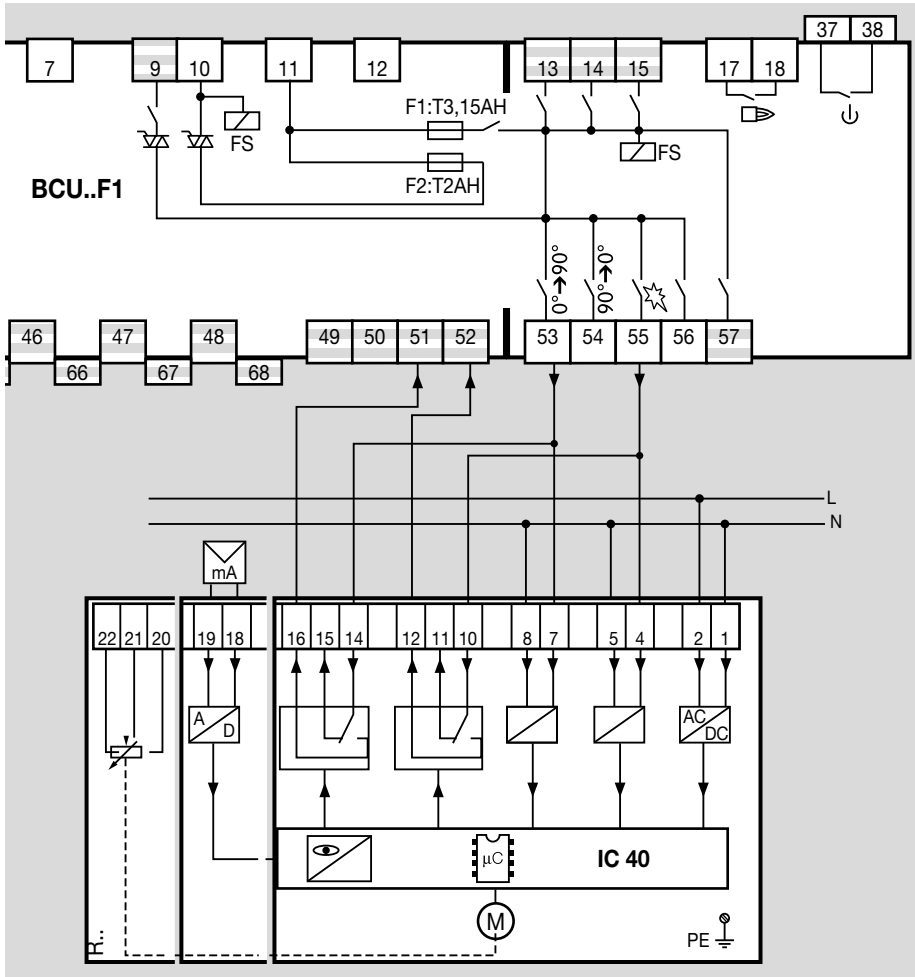 37 38
7 9 10 11 12 13 14 15 17 18
F1:T3,15AH
FS
FS
F2:T2AH
BCU..F1
0°➔90°
90°➔0°
46 47 48 49 50 51 52 53 54 55 56 57
66 67 68
L
N
mA
22 21 20 19 18 16 15 14 12 11 10 8 7 5 4 2 1
A
D
AC
DC
µC
IC 40
M
PE
R..